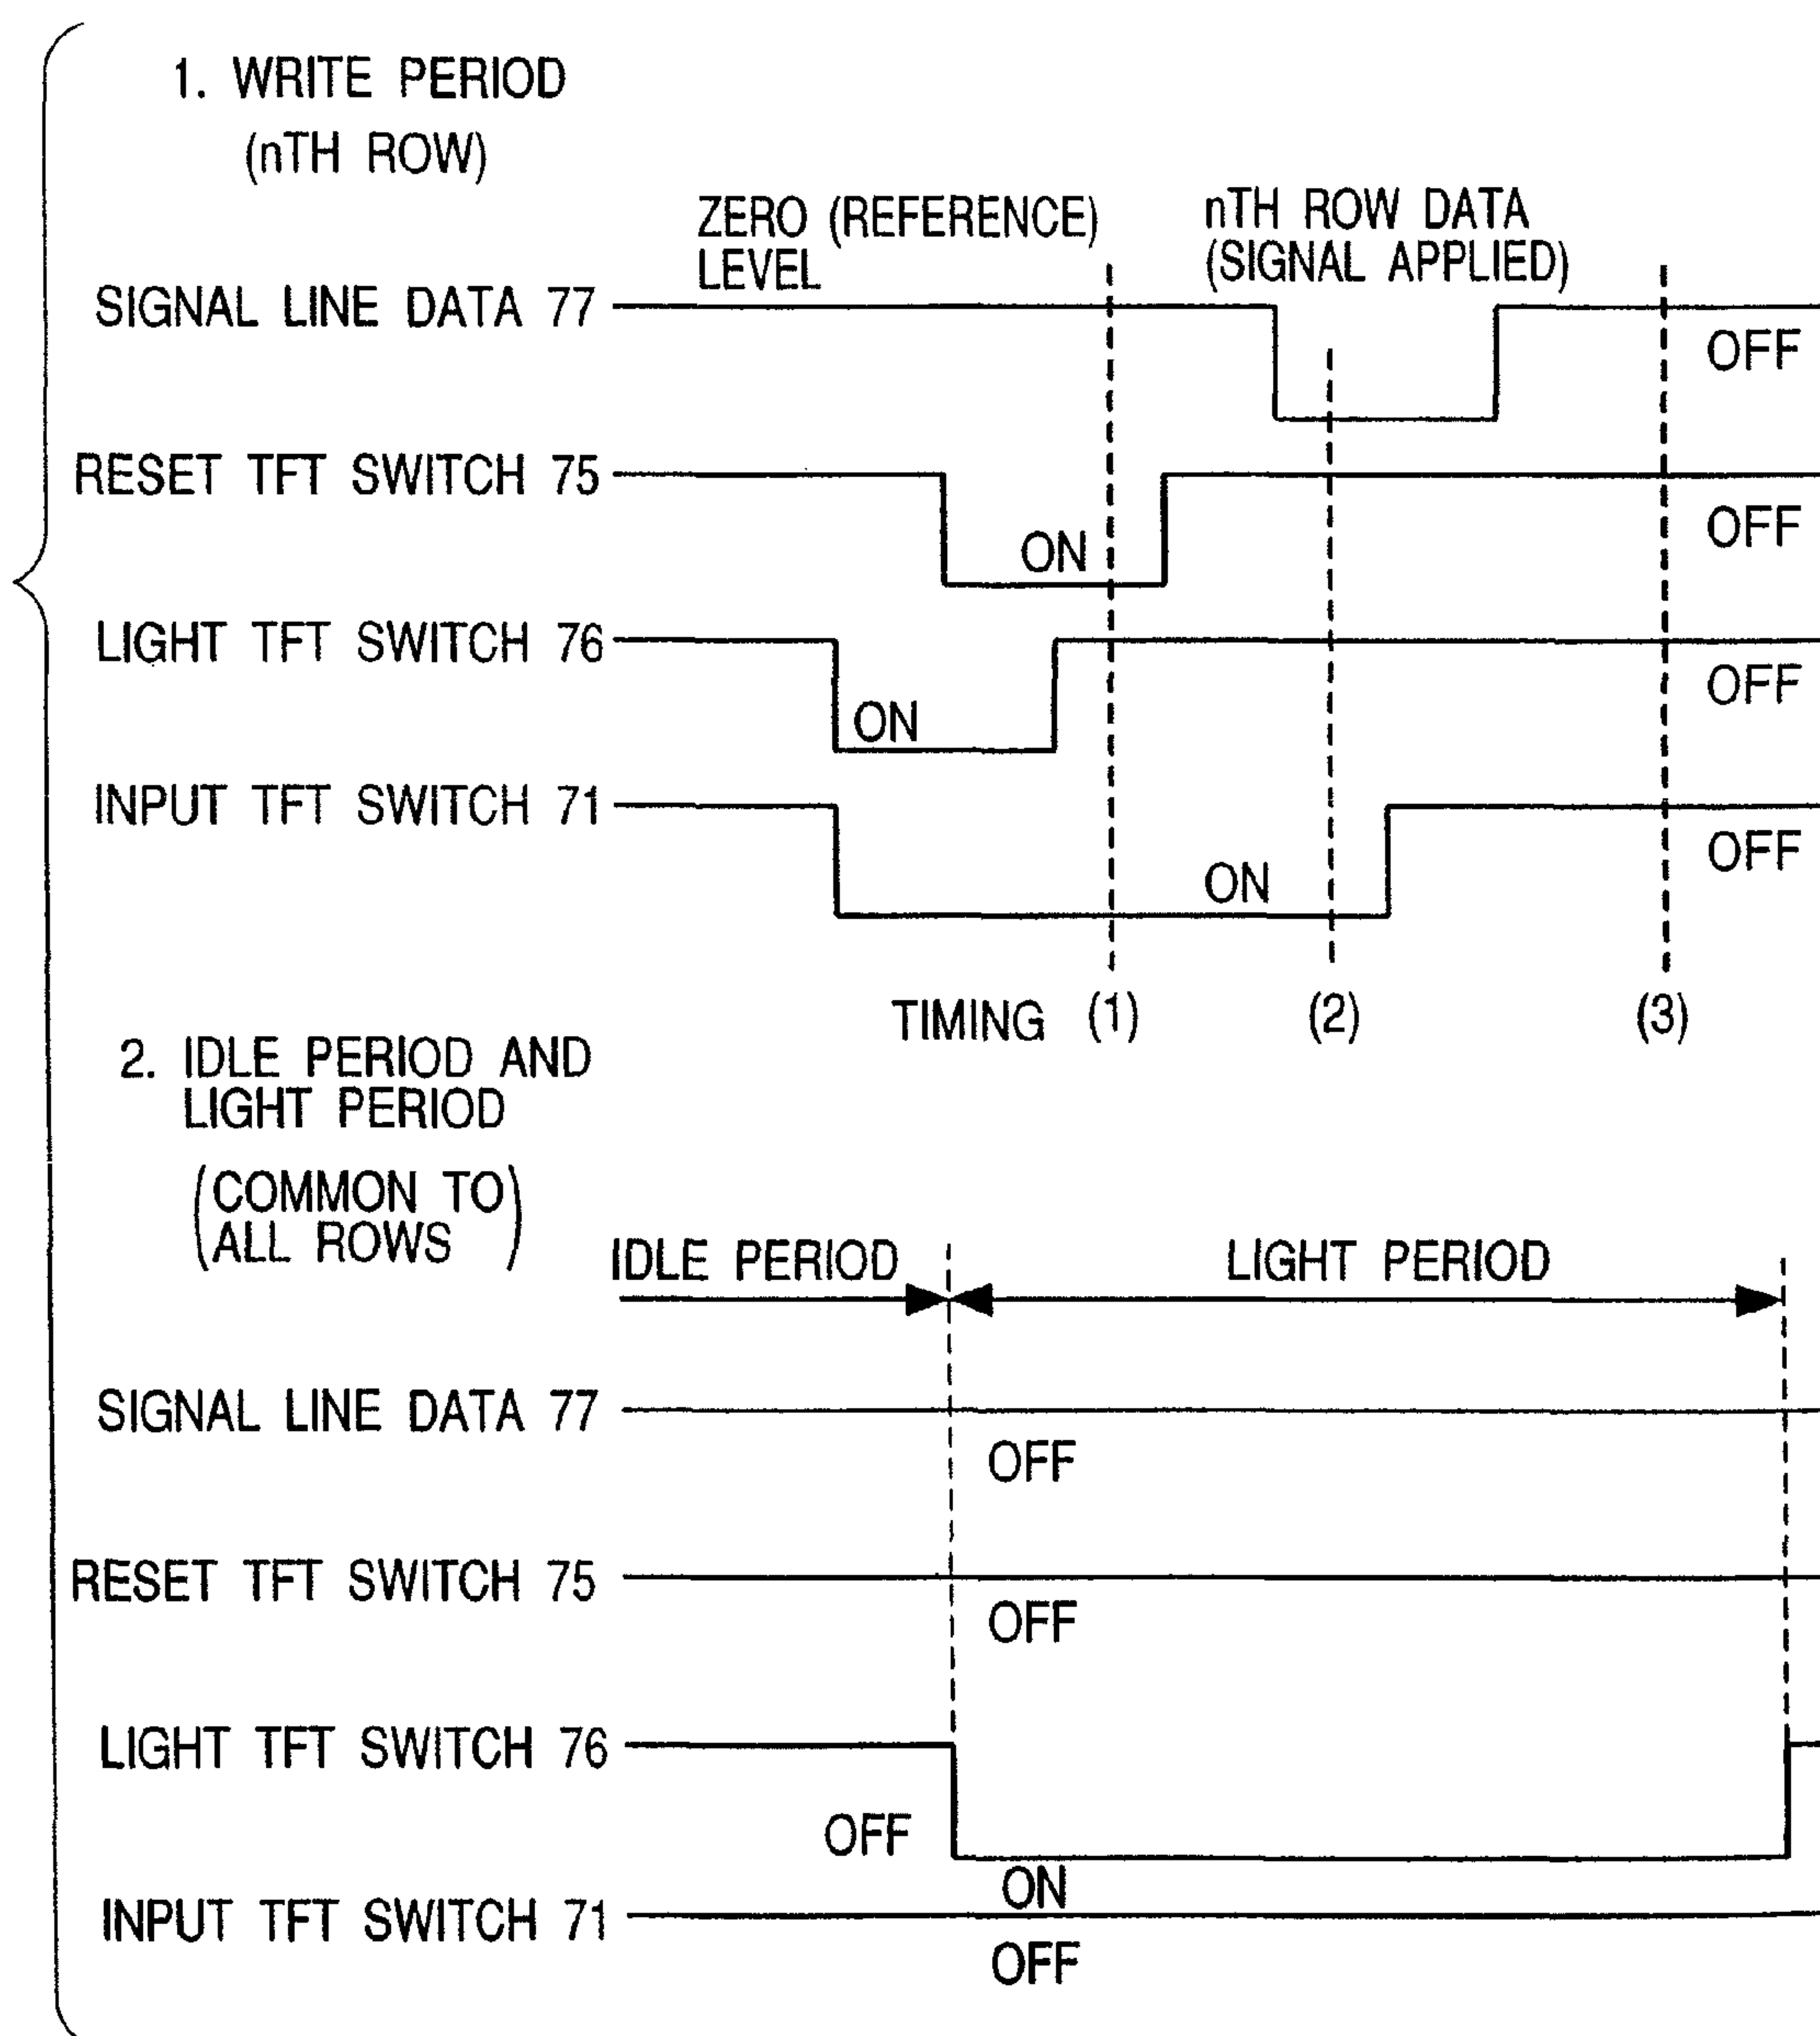 1. WRITE PERIOD
(nTH ROW)
ZERO (REFERENCE)
LEVEL
nTH ROW DATA
(SIGNAL APPLIED)
SIGNAL LINE DATA 77
OFF
RESET TFT SWITCH 75
ON
OFF
LIGHT TFT SWITCH 76
ON
OFF
INPUT TFT SWITCH 71
ON
OFF
TIMING (1) (2) (3)
2. IDLE PERIOD AND
LIGHT PERIOD
(COMMON TO
ALL ROWS)
IDLE PERIOD
LIGHT PERIOD
SIGNAL LINE DATA 77
OFF
RESET TFT SWITCH 75
OFF
LIGHT TFT SWITCH 76
OFF
ON
INPUT TFT SWITCH 71
OFF